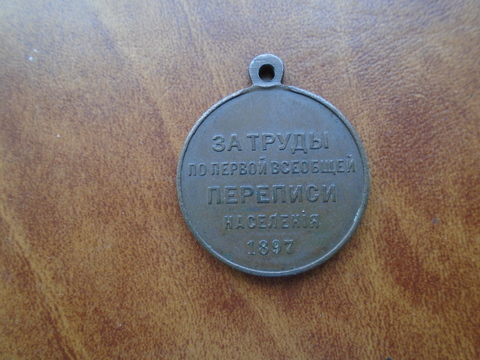 ЗА ТРУДЫ
ПО ПЕРВОЙ ВСЕОБЩЕЙ
ПЕРЕПИСИ
НАСЕЛЕНІЯ
1897